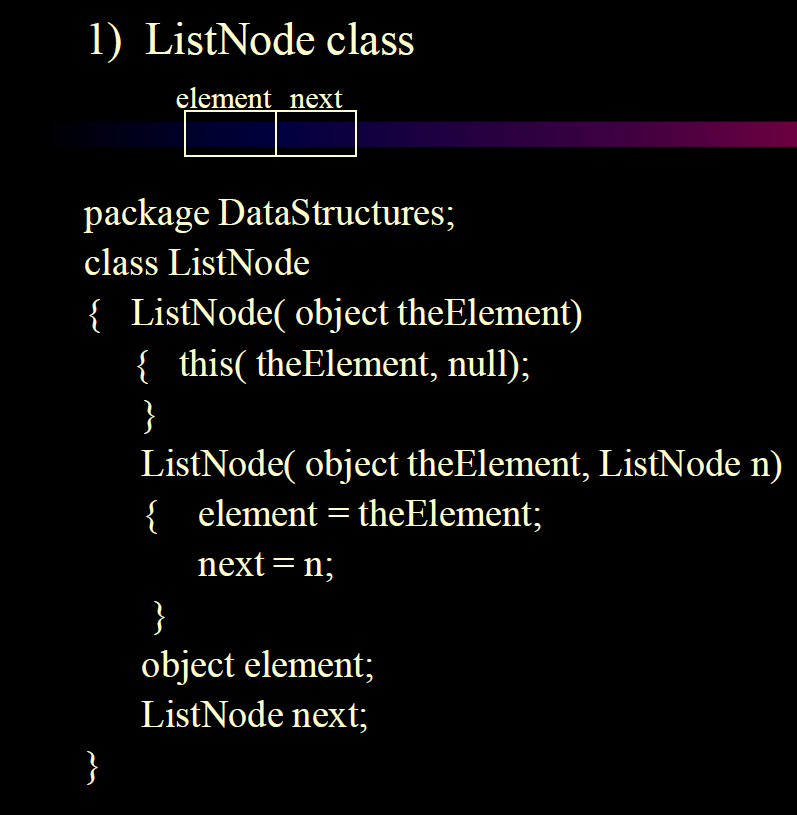 1) ListNode class
element next
package DataStructures;
class ListNode
{ ListNode( object theElement)
{ this( theElement, null);
}
ListNode( object theElement, ListNode n)
{ element = theElement;
next = n;
}
object element;
ListNode next;
}